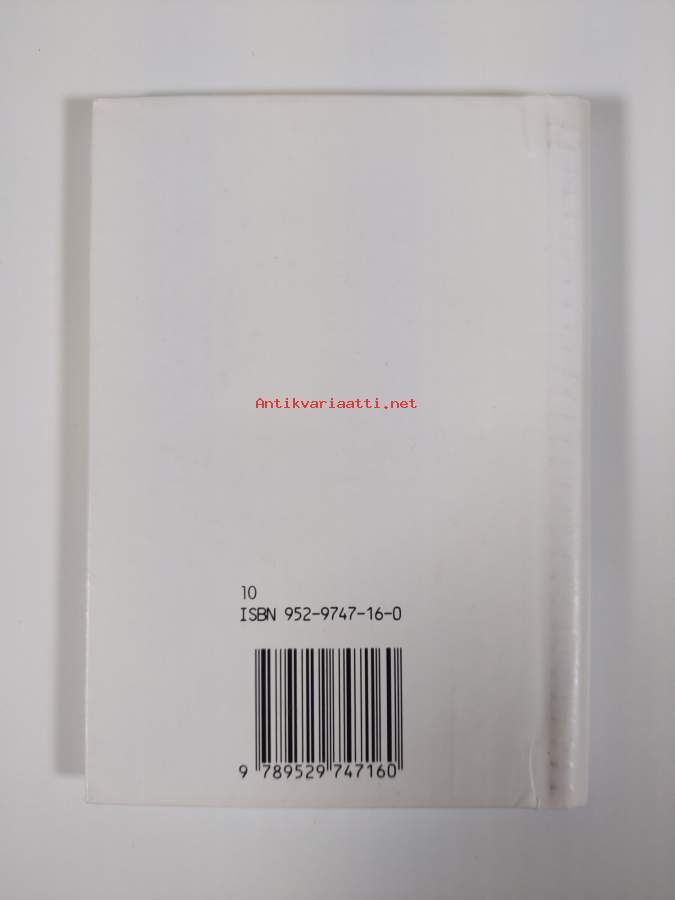 Antikvariaatti.net
10
ISBN 952-9747-16-0
9 789529 747160